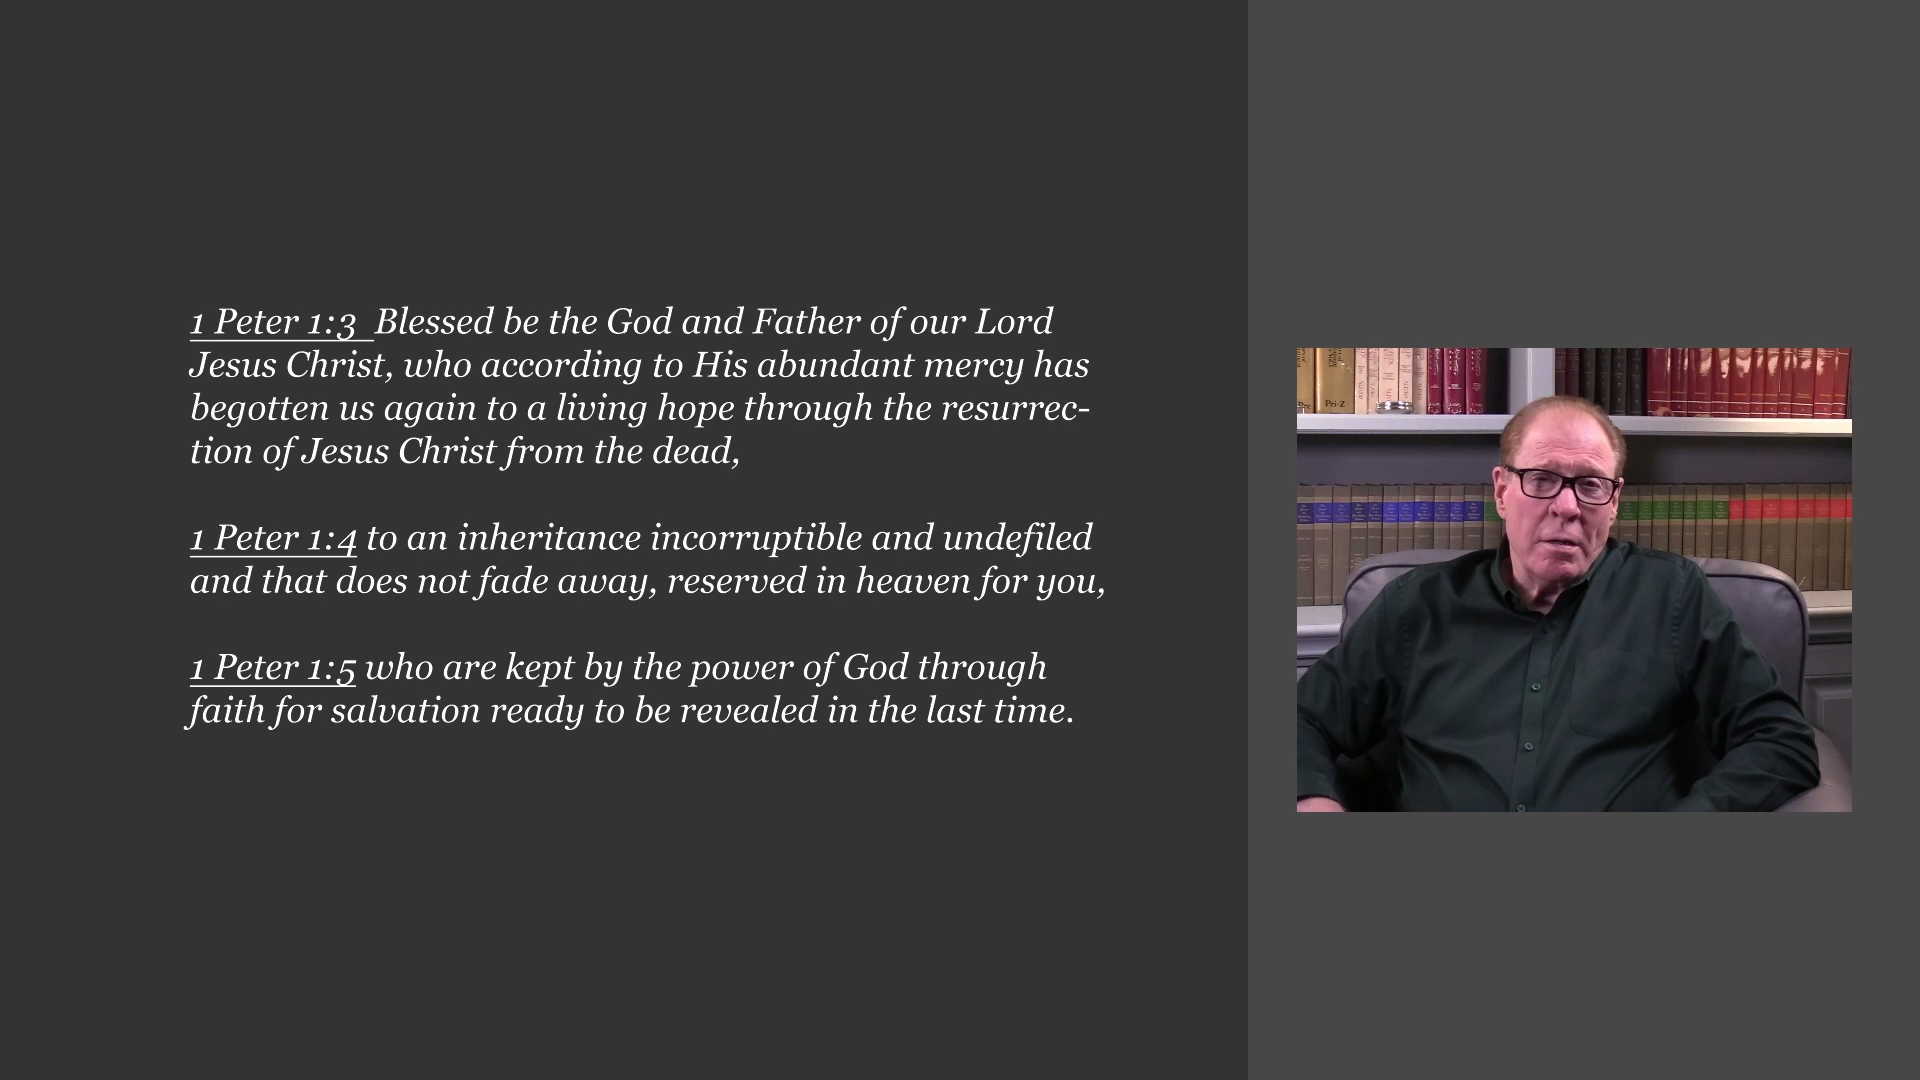 1 Peter 1:3 Blessed be the God and Father of our Lord
Jesus Christ, who according to His abundant mercy has
begotten us again to a living hope through the resurrec-
tion of Jesus Christ from the dead,
1 Peter 1:4 to an inheritance incorruptible and undefiled
and that does not fade away, reserved in heaven for you,
1 Peter 1:5 who are kept by the power of God through
faith for salvation ready to be revealed in the last time.
Pri-Z